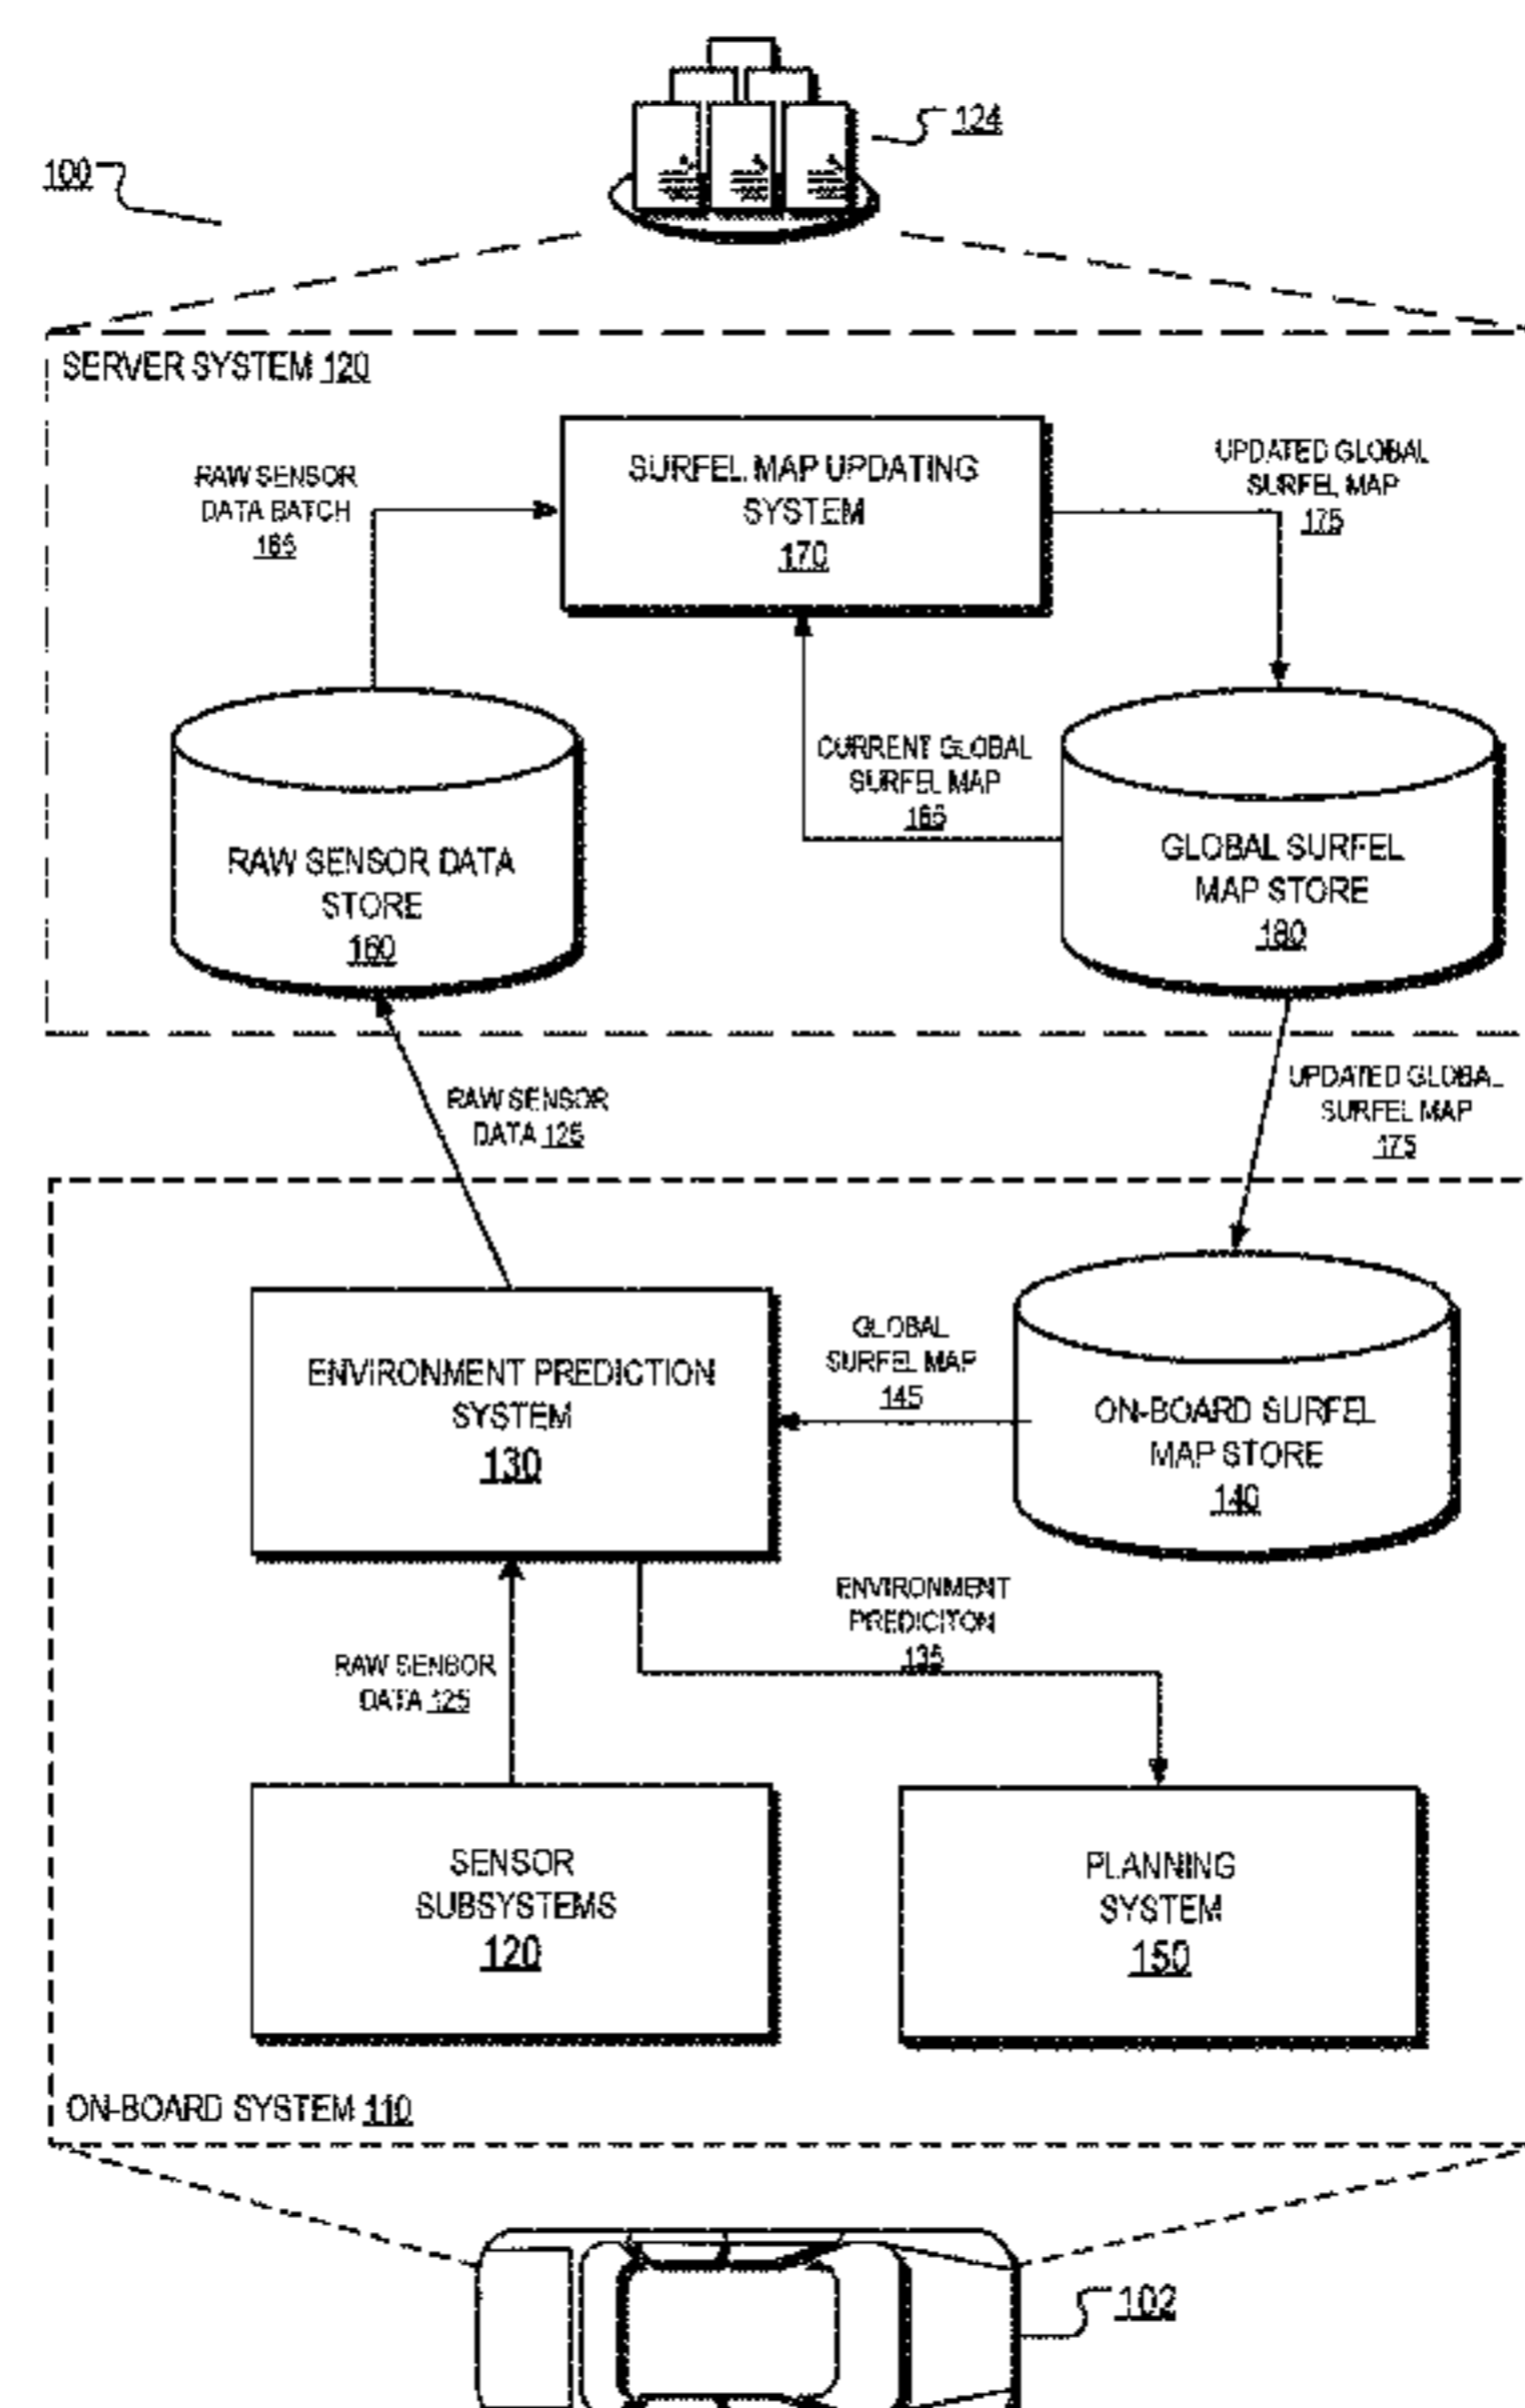 124
100
SERVER SYSTEM 120
RAW SENSOR
DATA BATCH
165
SURFEL MAP UPDATING
SYSTEM
170
UPDATED GLOBAL
SURFEL MAP
175
CURRENT GLOBAL
SURFEL MAP
185
RAW SENSOR DATA
STORE
160
GLOBAL SURFEL
MAP STORE
180
RAW SENSOR
DATA 125
UPDATED GLOBAL
SURFEL MAP
175
ENVIRONMENT PREDICTION
SYSTEM
130
GLOBAL
SURFEL MAP
145
ON-BOARD SURFEL
MAP STORE
140
RAW SENSOR
DATA 125
ENVIRONMENT
PREDICITON
135
SENSOR
SUBSYSTEMS
120
PLANNING
SYSTEM
150
ON-BOARD SYSTEM 110
102